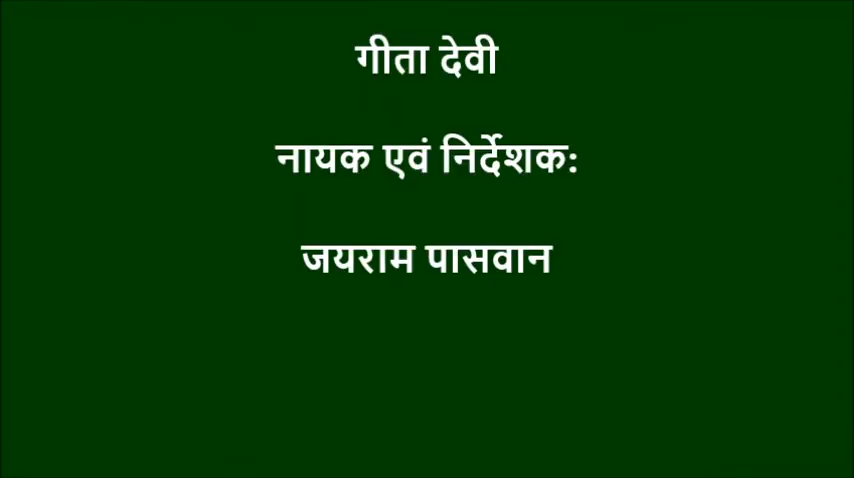 गीता देवी
नायक एवं निर्देशक:
जयराम पासवान